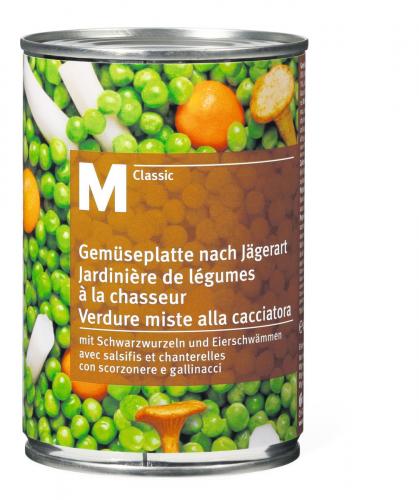 M Classic
Gemüseplatte nach Jägerart
Jardinière de légumes
à la chasseur
Verdure miste alla cacciatora
mit Schwarzwurzeln und Eierschwämmen
avec salsifis et chanterelles
con scorzonere e gallinacci